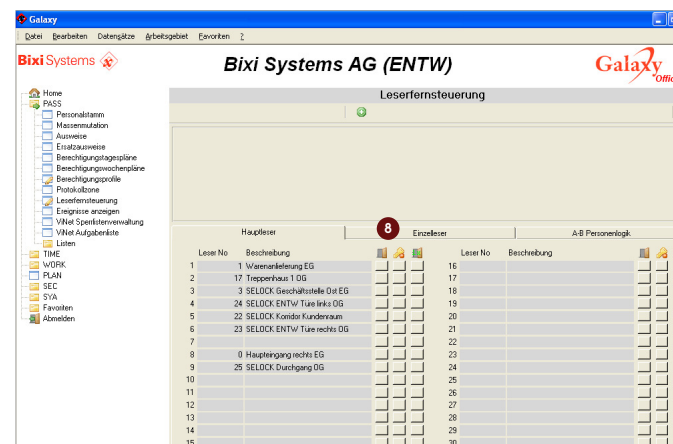 Galaxy
Datei Bearbeiten Datensätze Arbeitsgebiet Favoriten ?
Bixi Systems
Bixi Systems AG (ENTW)
Galaxy
Leserfernsteuerung
Home
PASS
Personalstamm
Massenmutation
Ausweise
Ersatzausweise
Berechtigungstagespläne
Berechtigungswochenpläne
Berechtigungsprofile
Protokollzone
Leserfernsteuerung
Ereignisse anzeigen
ViNet Sperrlistenverwaltung
ViNet Aufgabenliste
Listen
TIME
WORK
PLAN
SEC
SYA
Favoriten
Abmelden
Hauptleser 8 Einzelleser A-B Personenlogik
Leser No Beschreibung Leser No Beschreibung
1 1 Warenanlieferung EG 16
2 17 Treppenhaus 1 OG 17
3 3 SELOCK Geschäftsstelle Ost EG 18
4 24 SELOCK ENTW Türe links OG 19
5 22 SELOCK Korridor Kundenraum 20
6 23 SELOCK ENTW Türe rechts OG 21
7 22
8 0 Haupteingang rechts EG 23
9 25 SELOCK Durchgang OG 24
10 25
11 26
12 27
13 28
14 29
15 30